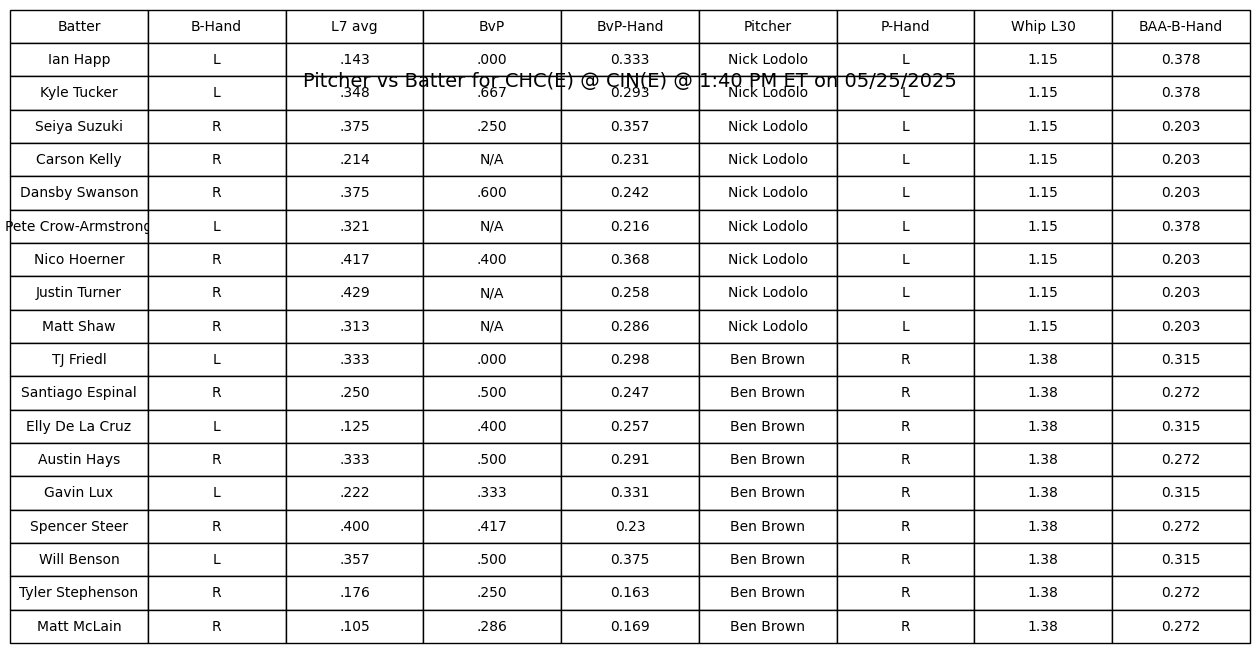 Batter B-Hand L7 avg BvP BvP-Hand Pitcher P-Hand Whip L30 BAA-B-Hand
Ian Happ L .143 .000 0.333 Nick Lodolo L 1.15 0.378
Pitcher vs Batter for CHC(E) @ CIN(E) @ 1:40 PM ET on 05/25/2025
Kyle Tucker L .348 .667 0.293 Nick Lodolo L 1.15 0.378
Seiya Suzuki R .375 .250 0.357 Nick Lodolo L 1.15 0.203
Carson Kelly R .214 N/A 0.231 Nick Lodolo L 1.15 0.203
Dansby Swanson R .375 .600 0.242 Nick Lodolo L 1.15 0.203
Pete Crow-Armstrong L .321 N/A 0.216 Nick Lodolo L 1.15 0.378
Nico Hoerner R .417 .400 0.368 Nick Lodolo L 1.15 0.203
Justin Turner R .429 N/A 0.258 Nick Lodolo L 1.15 0.203
Matt Shaw R .313 N/A 0.286 Nick Lodolo L 1.15 0.203
TJ Friedl L .333 .000 0.298 Ben Brown R 1.38 0.315
Santiago Espinal R .250 .500 0.247 Ben Brown R 1.38 0.272
Elly De La Cruz L .125 .400 0.257 Ben Brown R 1.38 0.315
Austin Hays R .333 .500 0.291 Ben Brown R 1.38 0.272
Gavin Lux L .222 .333 0.331 Ben Brown R 1.38 0.315
Spencer Steer R .400 .417 0.23 Ben Brown R 1.38 0.272
Will Benson L .357 .500 0.375 Ben Brown R 1.38 0.315
Tyler Stephenson R .176 .250 0.163 Ben Brown R 1.38 0.272
Matt McLain R .105 .286 0.169 Ben Brown R 1.38 0.272